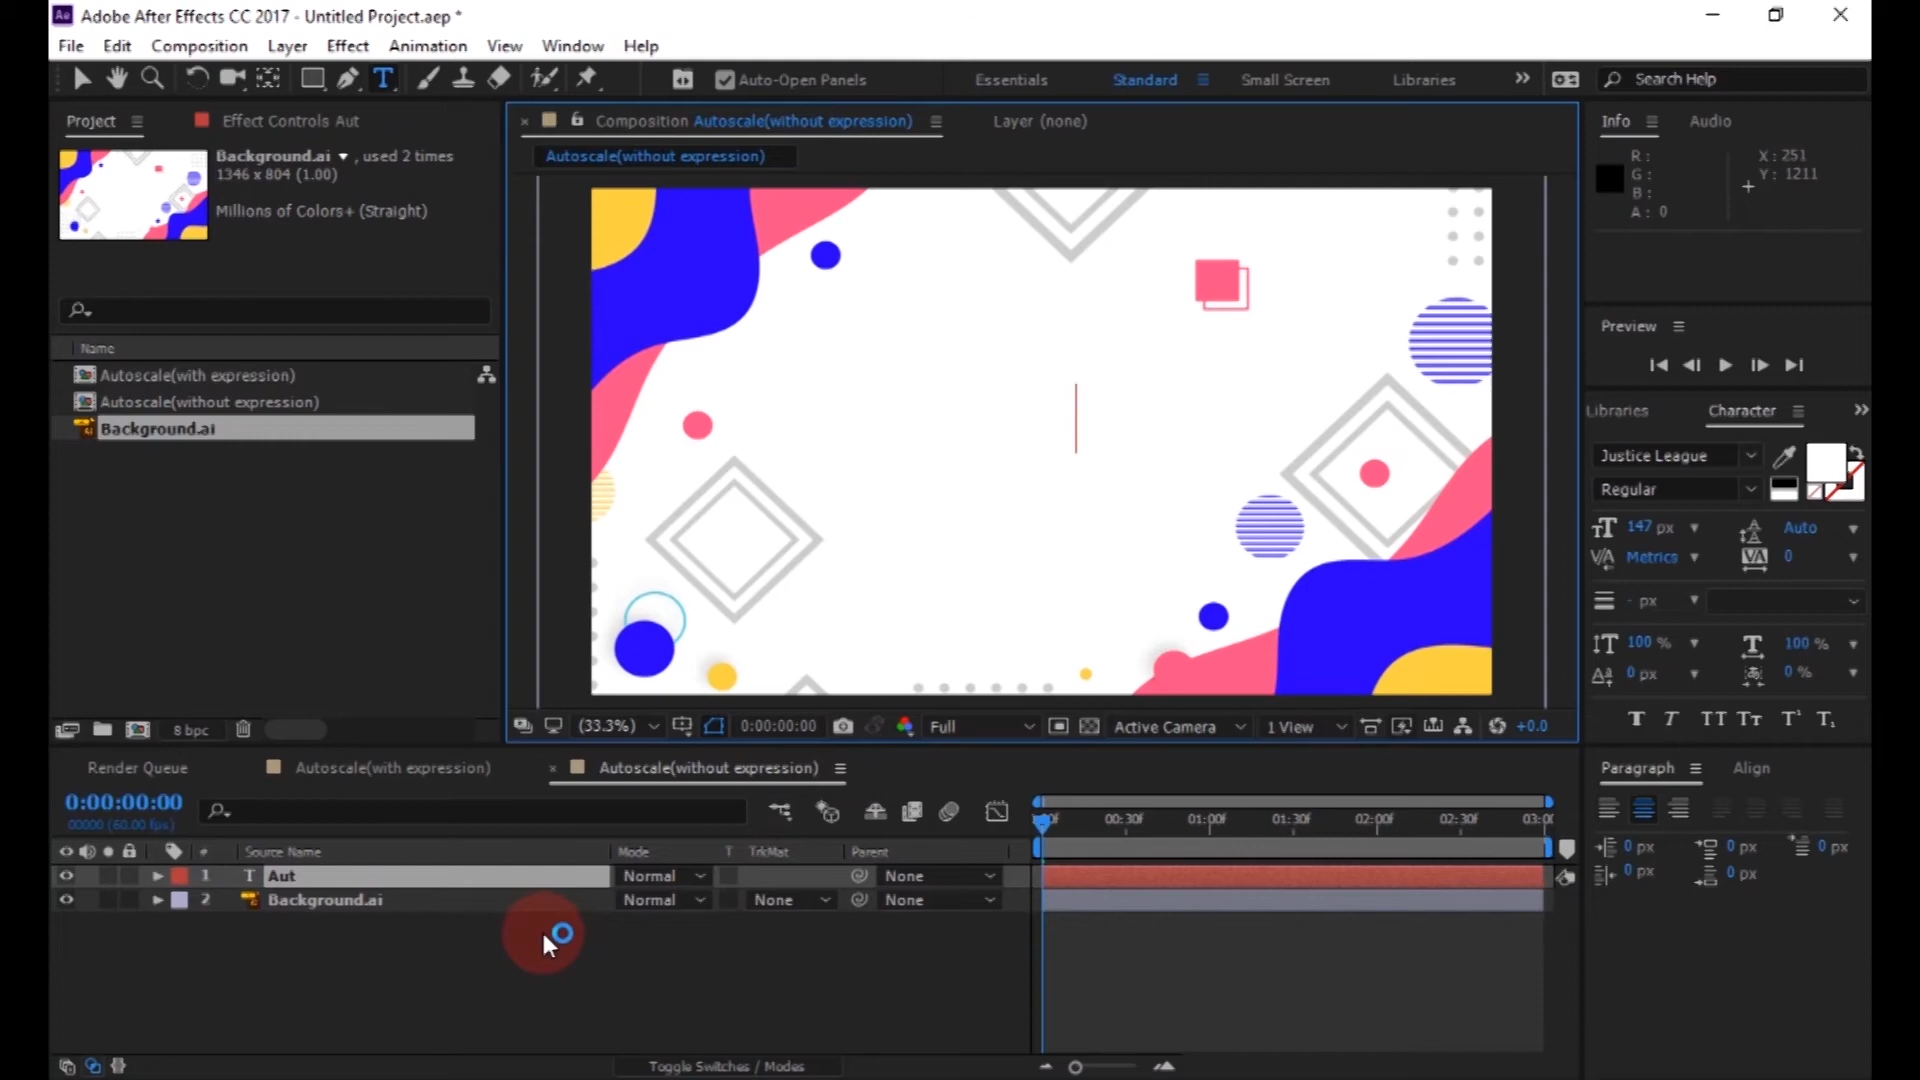 Ae Adobe After Effects CC 2017 - Untitled Project.aep *
File Edit Composition Layer Effect Animation View Window Help
Auto-Open Panels Essentials Standard Small Screen Libraries Search Help
Project Effect Controls Aut
Background.ai , used 2 times
1346 x 804 (1.00)
Millions of Colors+ (Straight)
Name
Autoscale(with expression)
Autoscale(without expression)
Background.ai
8 bpc
Composition Autoscale(without expression) Layer (none)
Autoscale(without expression)
(33.3%) 0:00:00:00 Full Active Camera 1 View +0.0
Info Audio
R: X: 251
G: Y: 1211
B:
A: 0
Preview
Libraries Character
Justice League
Regular
147 px Auto
Metrics 0
- px
100 % 100 %
0 px 0 %
T T TT Tt T¹ T₁
Paragraph Align
0 px 0 px 0 px
0 px 0 px
Render Queue Autoscale(with expression) Autoscale(without expression)
0:00:00:00
00000 (60.00 fps)
00:30f 01:00f 01:30f 02:00f 02:30f
# Source Name Mode T TrkMat Parent
1 T Aut Normal None
2 Background.ai Normal None None
Toggle Switches / Modes